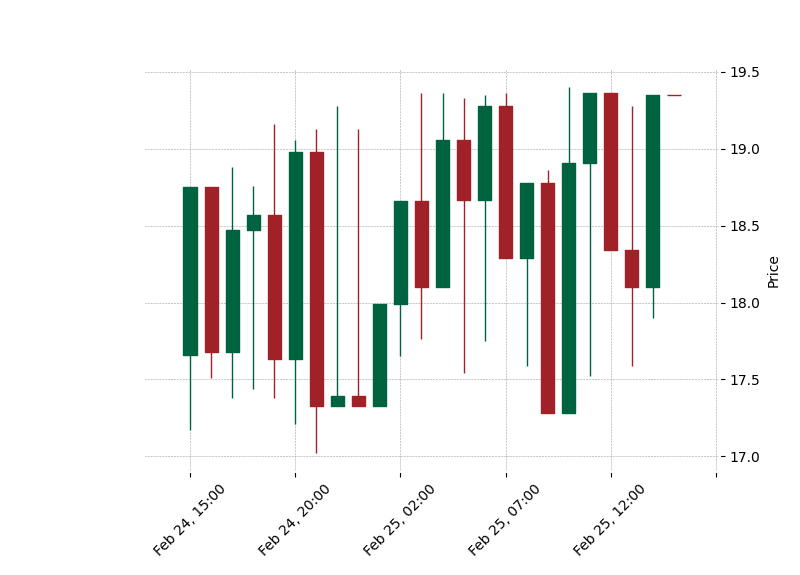 19.5
19.0
18.5
18.0
17.5
17.0
Price
Feb 24, 15:00
Feb 24, 20:00
Feb 25, 02:00
Feb 25, 07:00
Feb 25, 12:00